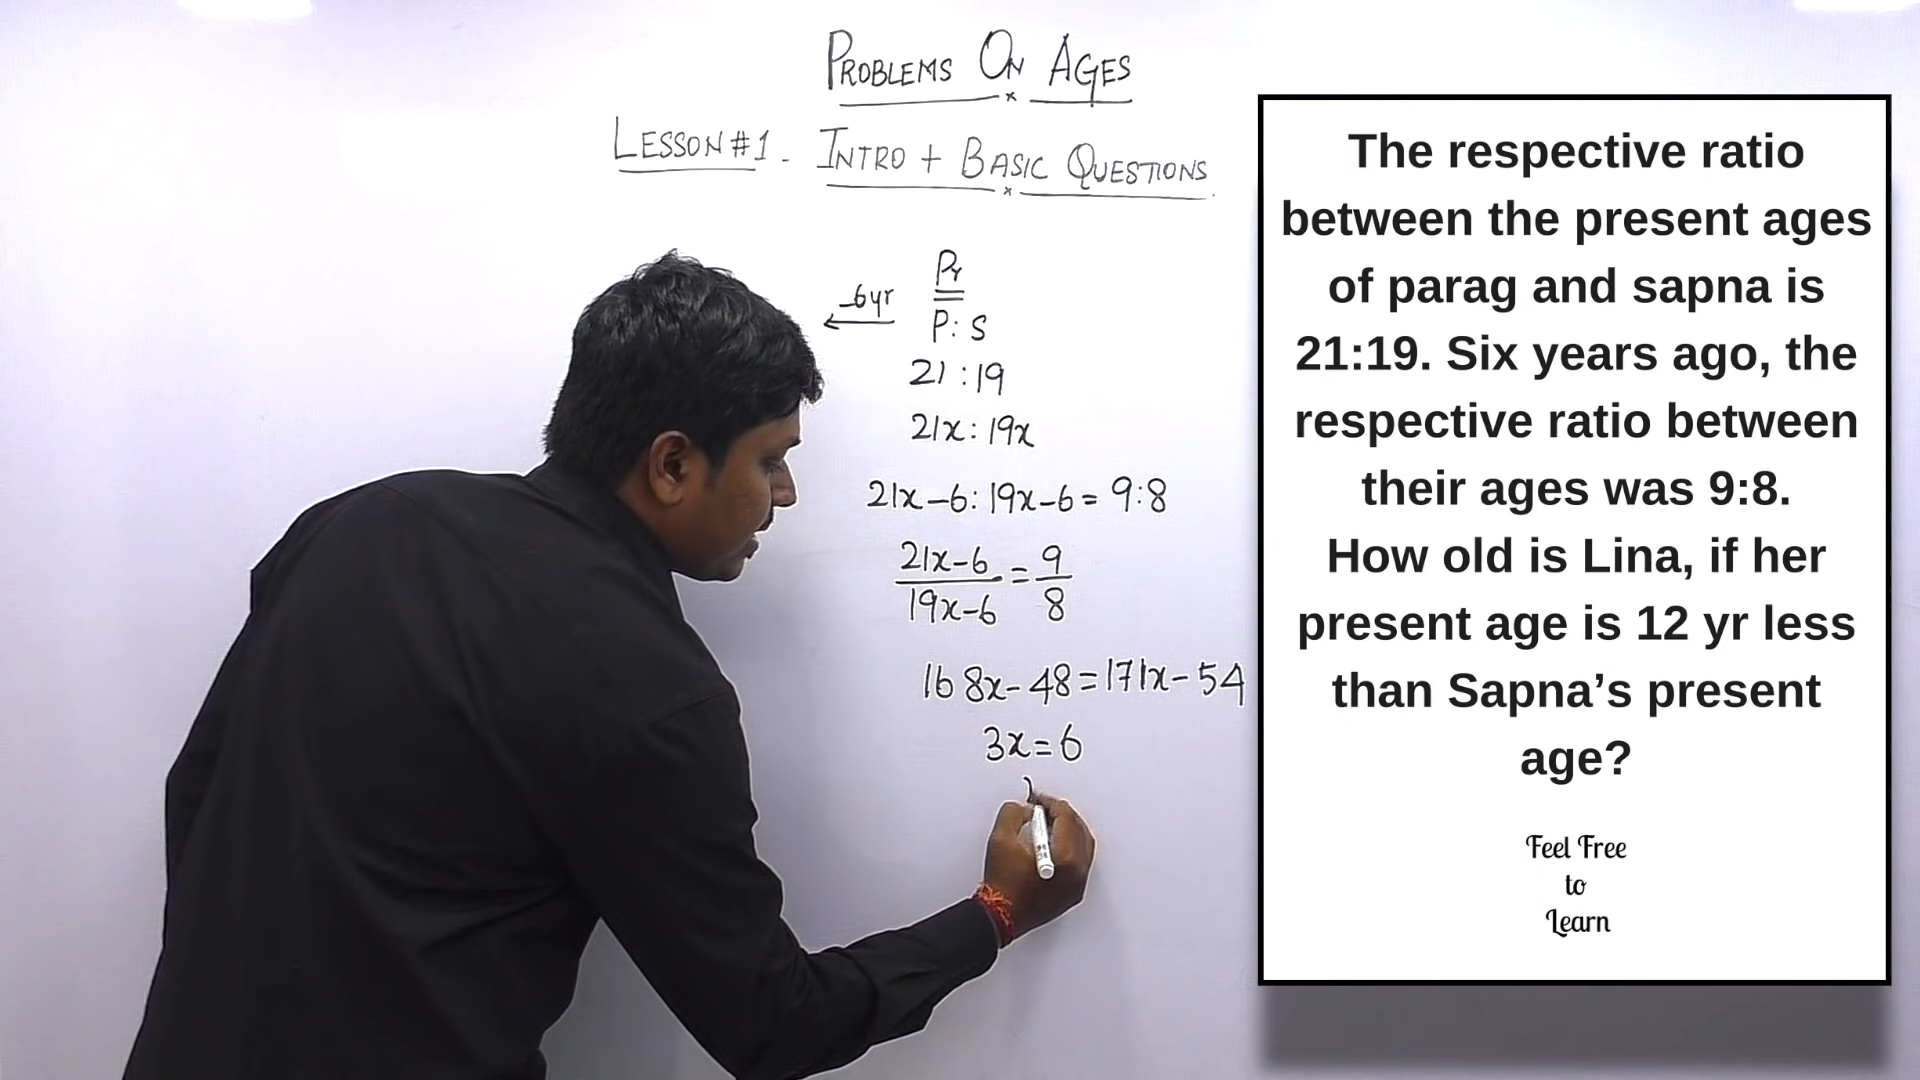 PROBLEMS ON AGES
LESSON #1. INTRO + BASIC QUESTIONS.
Pr
-6yr
P: S
21 : 19
21x : 19x
21x-6 : 19x-6 = 9:8
21x-6 = 9
19x-6 8
168x-48=171x-54
3x=6
The respective ratio
between the present ages
of parag and sapna is
21:19. Six years ago, the
respective ratio between
their ages was 9:8.
How old is Lina, if her
present age is 12 yr less
than Sapna’s present
age?
Feel Free
to
Learn